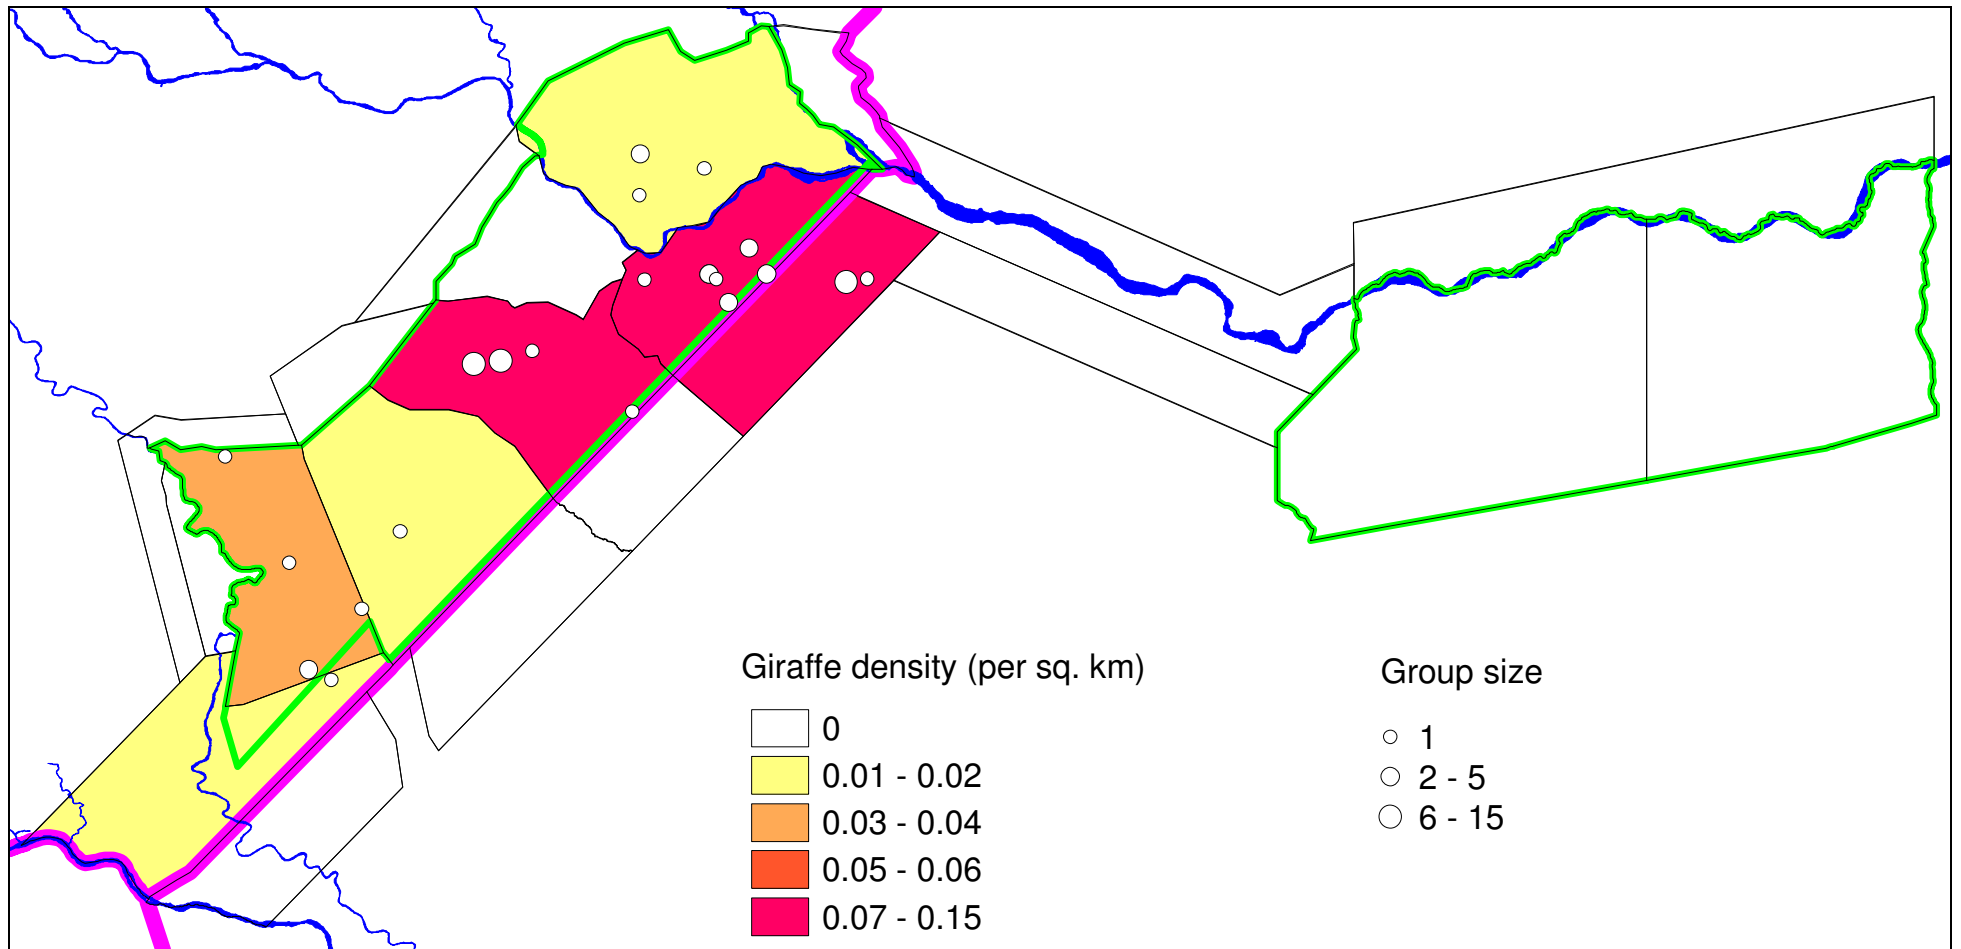 Giraffe density (per sq. km)
0
0.01 - 0.02
0.03 - 0.04
0.05 - 0.06
0.07 - 0.15
Group size
1
2 - 5
6 - 15